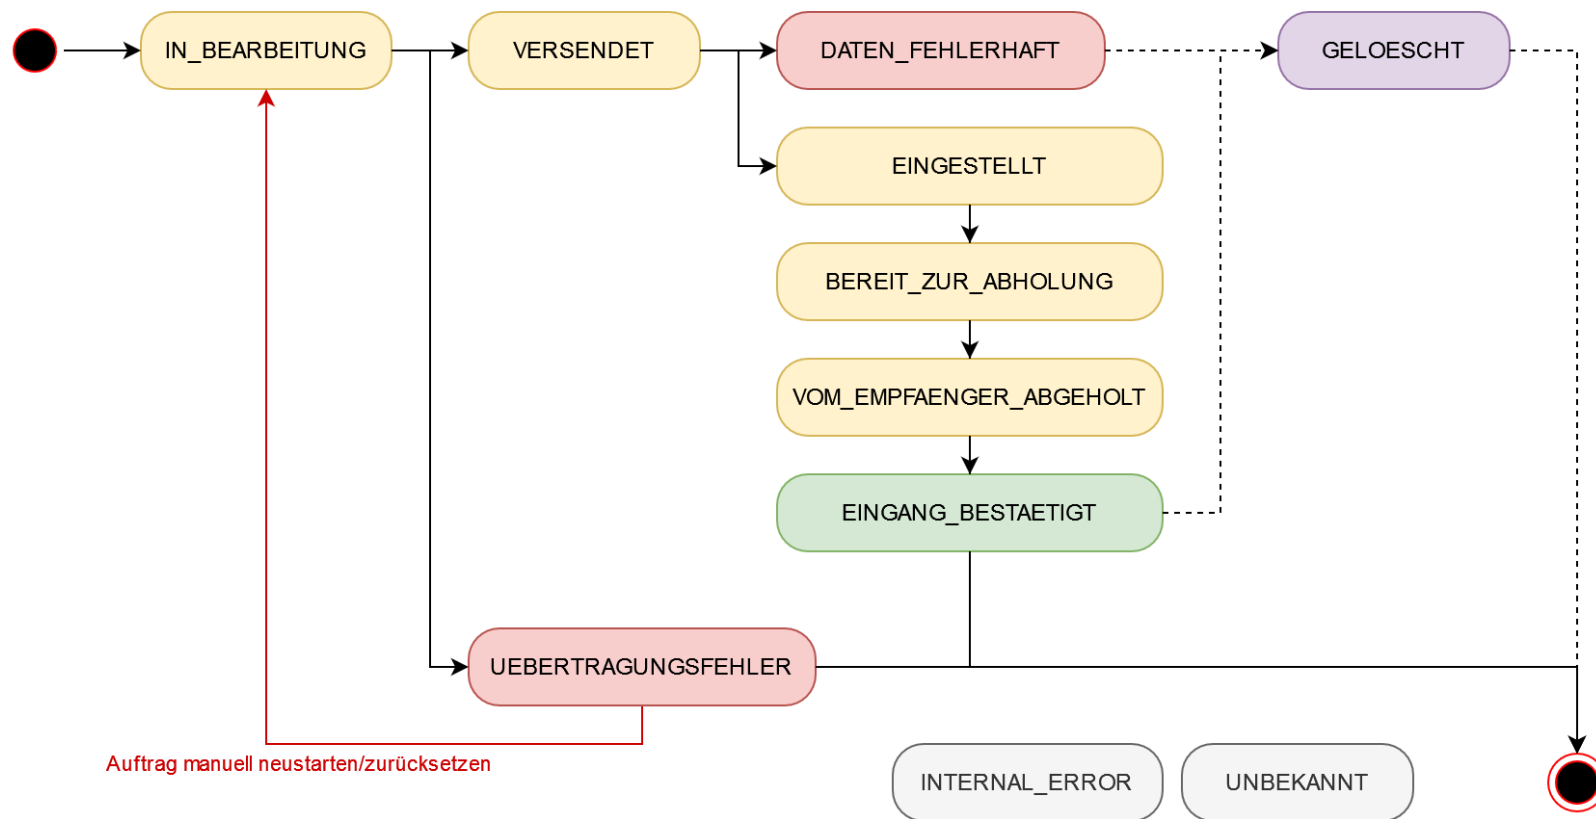 IN_BEARBEITUNG
VERSENDET
DATEN_FEHLERHAFT
GELOESCHT
EINGESTELLT
BEREIT_ZUR_ABHOLUNG
VOM_EMPFAENGER_ABGEHOLT
EINGANG_BESTAETIGT
UEBERTRAGUNGSFEHLER
Auftrag manuell neustarten/zurücksetzen
INTERNAL_ERROR
UNBEKANNT